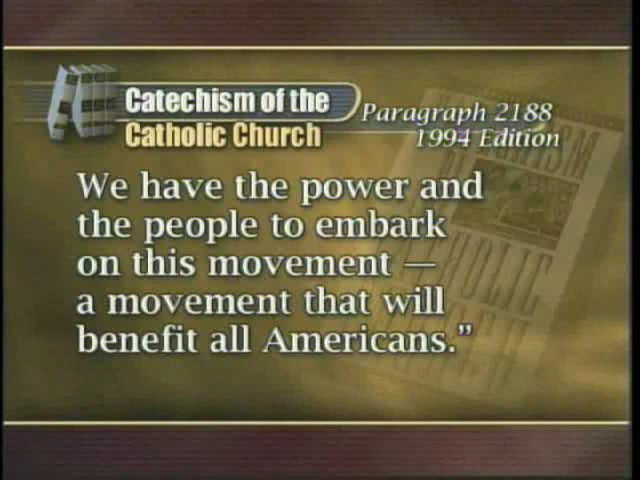 Catechism of the
Catholic Church
Paragraph 2188
1994 Edition
We have the power and
the people to embark
on this movement —
a movement that will
benefit all Americans.”